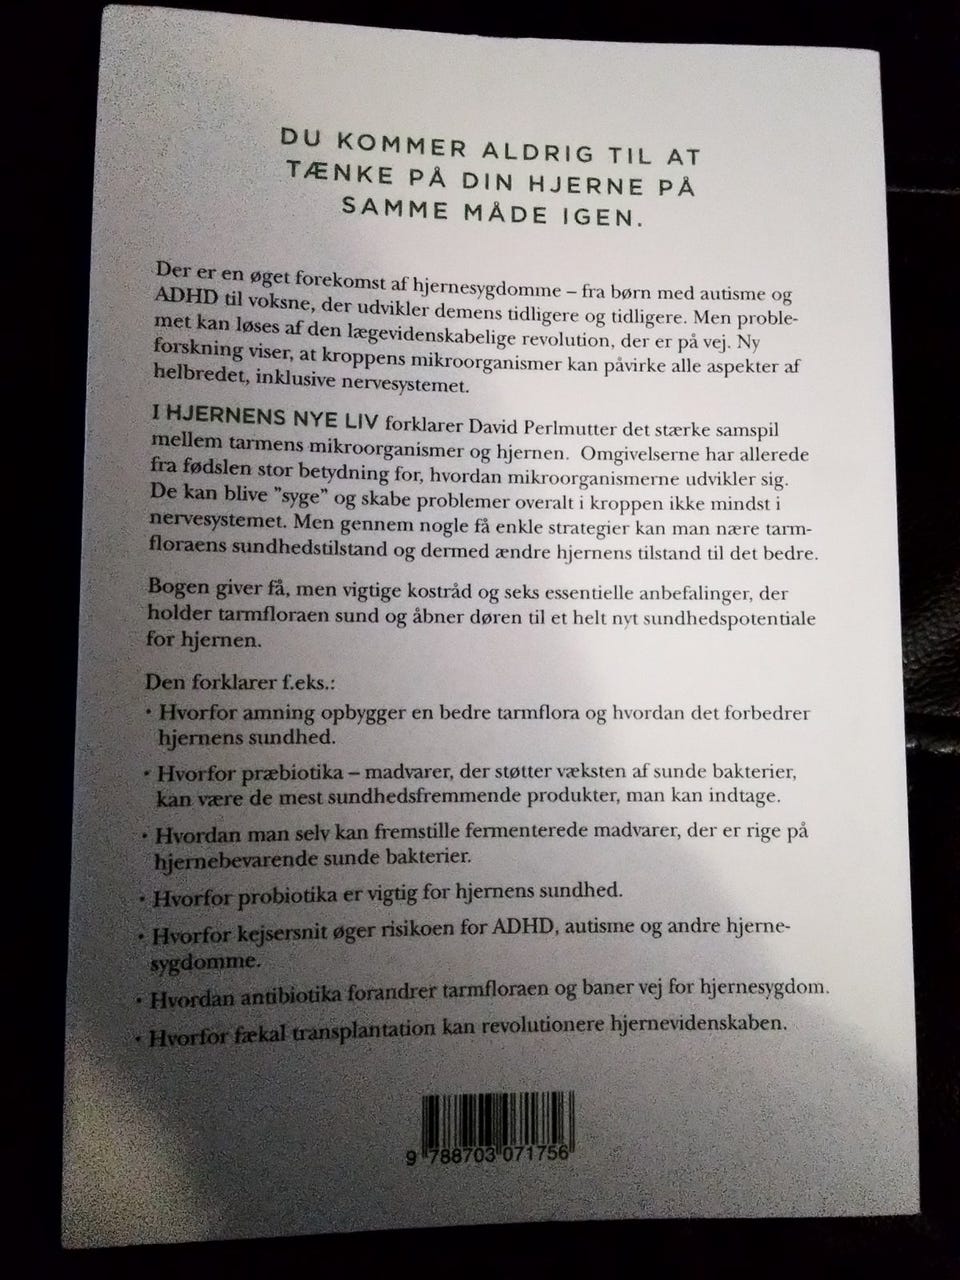 DU KOMMER ALDRIG TIL AT
TÆNKE PÅ DIN HJERNE PÅ
SAMME MÅDE IGEN.
Der er en øget forekomst af hjernesygdomme – fra børn med autisme og
ADHD til voksne, der udvikler demens tidligere og tidligere. Men proble-
met kan løses af den lægevidenskabelige revolution, der er på vej. Ny
forskning viser, at kroppens mikroorganismer kan påvirke alle aspekter af
helbredet, inklusive nervesystemet.
I HJERNENS NYE LIV forklarer David Perlmutter det stærke samspil
mellem tarmens mikroorganismer og hjernen. Omgivelserne har allerede
fra fødslen stor betydning for, hvordan mikroorganismerne udvikler sig.
De kan blive ”syge” og skabe problemer overalt i kroppen ikke mindst i
nervesystemet. Men gennem nogle få enkle strategier kan man nære tarm-
floraens sundhedstilstand og dermed ændre hjernens tilstand til det bedre.
Bogen giver få, men vigtige kostråd og seks essentielle anbefalinger, der
holder tarmfloraen sund og åbner døren til et helt nyt sundhedspotentiale
for hjernen.
Den forklarer f.eks.:
• Hvorfor amning opbygger en bedre tarmflora og hvordan det forbedrer
hjernens sundhed.
• Hvorfor præbiotika – madvarer, der støtter væksten af sunde bakterier,
kan være de mest sundhedsfremmende produkter, man kan indtage.
• Hvordan man selv kan fremstille fermenterede madvarer, der er rige på
hjernebevarende sunde bakterier.
• Hvorfor probiotika er vigtig for hjernens sundhed.
• Hvorfor kejsersnit øger risikoen for ADHD, autisme og andre hjerne-
sygdomme.
• Hvordan antibiotika forandrer tarmfloraen og baner vej for hjernesygdom.
• Hvorfor fækal transplantation kan revolutionere hjernevidenskaben.
9 788703 071756